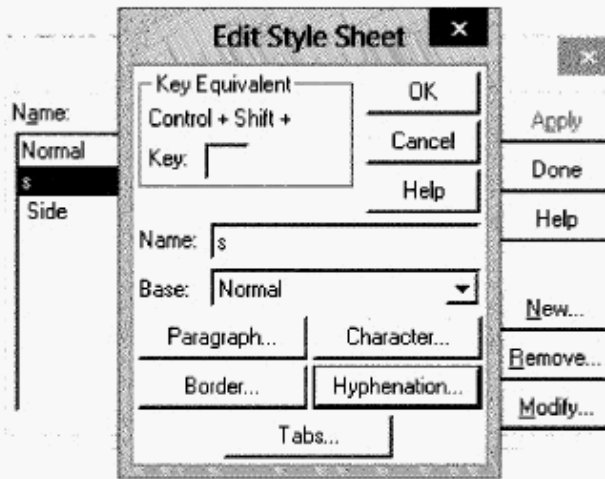 Edit Style Sheet
Key Equivalent
Control + Shift +
Key:
OK
Cancel
Help
Name: s
Base: Normal
Paragraph...
Character...
Border...
Hyphenation...
Tabs...
Name:
Normal
s
Side
Apply
Done
Help
New...
Remove...
Modify...